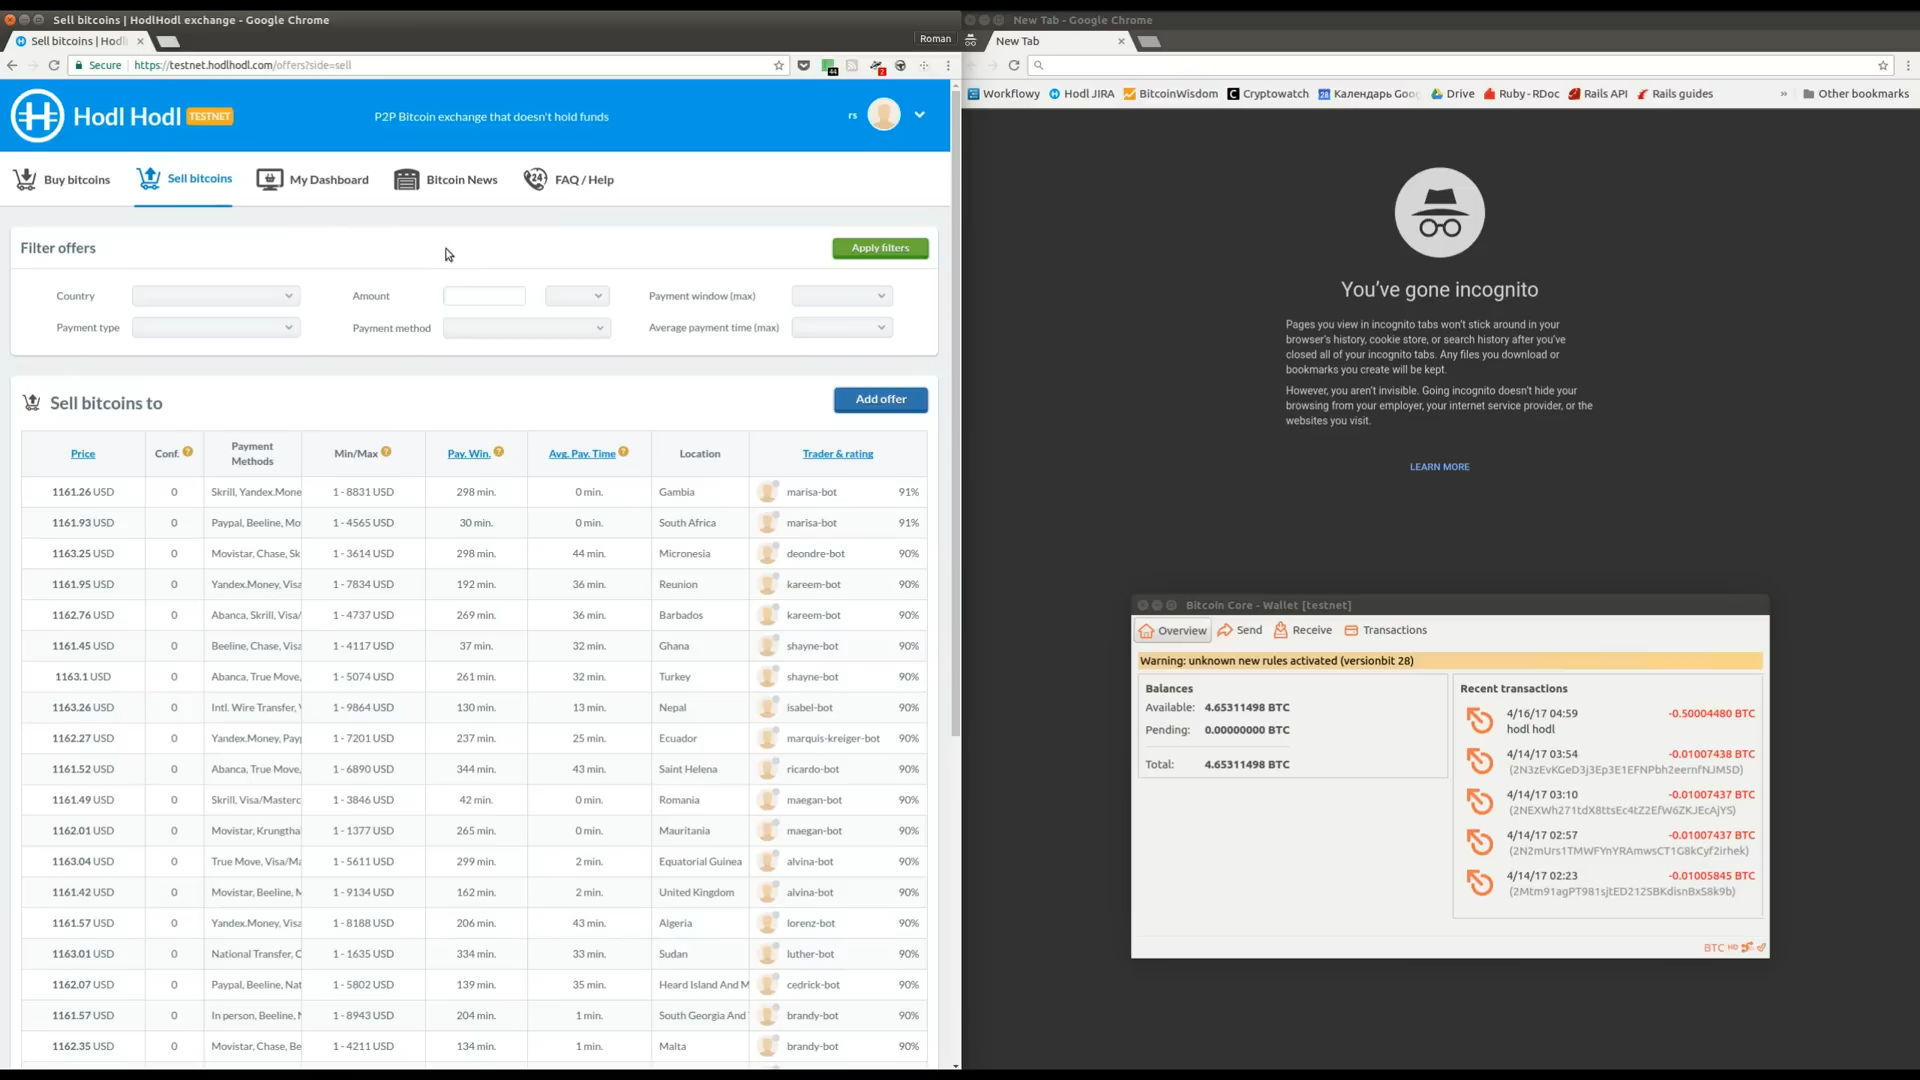 Sell bitcoins | HodlHodl exchange - Google Chrome
Sell bitcoins | Hodl
Roman
Secure
https://testnet.hodlhodl.com/offers?side=sell
44
2
Hodl Hodl TESTNET
P2P Bitcoin exchange that doesn't hold funds
rs
Buy bitcoins
Sell bitcoins
My Dashboard
Bitcoin News
24
FAQ / Help
Filter offers
Apply filters
Country
Amount
Payment window (max)
Payment type
Payment method
Average payment time (max)
Sell bitcoins to
Add offer
Price Conf. ? Payment Methods Min/Max ? Pay. Win. ? Avg. Pay. Time ? Location Trader & rating
1161.26 USD 0 Skrill, Yandex.Mone 1 - 8831 USD 298 min. 0 min. Gambia marisa-bot 91%
1161.93 USD 0 Paypal, Beeline, Mo 1 - 4565 USD 30 min. 0 min. South Africa marisa-bot 91%
1163.25 USD 0 Movistar, Chase, Sk 1 - 3614 USD 298 min. 44 min. Micronesia deondre-bot 90%
1161.95 USD 0 Yandex.Money, Visa 1 - 7834 USD 192 min. 36 min. Reunion kareem-bot 90%
1162.76 USD 0 Abanca, Skrill, Visa/ 1 - 4737 USD 269 min. 36 min. Barbados kareem-bot 90%
1161.45 USD 0 Beeline, Chase, Visa 1 - 4117 USD 37 min. 32 min. Ghana shayne-bot 90%
1163.1 USD 0 Abanca, True Move, 1 - 5074 USD 261 min. 32 min. Turkey shayne-bot 90%
1163.26 USD 0 Intl. Wire Transfer, 1 - 9864 USD 130 min. 13 min. Nepal isabel-bot 90%
1162.27 USD 0 Yandex.Money, Payp 1 - 7201 USD 237 min. 25 min. Ecuador marquis-kreiger-bot 90%
1161.52 USD 0 Abanca, True Move, 1 - 6890 USD 344 min. 43 min. Saint Helena ricardo-bot 90%
1161.49 USD 0 Skrill, Visa/Masterc 1 - 3846 USD 42 min. 0 min. Romania maegan-bot 90%
1162.01 USD 0 Movistar, Krungtha 1 - 1377 USD 265 min. 0 min. Mauritania maegan-bot 90%
1163.04 USD 0 True Move, Visa/Ma 1 - 5611 USD 299 min. 2 min. Equatorial Guinea alvina-bot 90%
1161.42 USD 0 Movistar, Beeline, 1 - 9134 USD 162 min. 2 min. United Kingdom alvina-bot 90%
1161.57 USD 0 Yandex.Money, Visa 1 - 8188 USD 206 min. 43 min. Algeria lorenz-bot 90%
1163.01 USD 0 National Transfer, C 1 - 1635 USD 334 min. 33 min. Sudan luther-bot 90%
1162.07 USD 0 Paypal, Beeline, Nat 1 - 5802 USD 139 min. 35 min. Heard Island And M cedrick-bot 90%
1161.57 USD 0 In person, Beeline, 1 - 8943 USD 204 min. 1 min. South Georgia And brandy-bot 90%
1162.35 USD 0 Movistar, Chase, Be 1 - 4211 USD 134 min. 1 min. Malta brandy-bot 90%
New Tab - Google Chrome
New Tab
Workflowy
Hodl JIRA
BitcoinWisdom
Cryptowatch
28
Календарь Goog
Drive
Ruby - RDoc
Rails API
Rails guides
»
Other bookmarks
You've gone incognito
Pages you view in incognito tabs won't stick around in your
browser's history, cookie store, or search history after you've
closed all of your incognito tabs. Any files you download or
bookmarks you create will be kept.
However, you aren't invisible. Going incognito doesn't hide your
browsing from your employer, your internet service provider, or the
websites you visit.
LEARN MORE
Bitcoin Core - Wallet [testnet]
Overview
Send
Receive
Transactions
Warning: unknown new rules activated (versionbit 28)
Balances
Available: 4.65311498 BTC
Pending: 0.00000000 BTC
Total: 4.65311498 BTC
Recent transactions
4/16/17 04:59 -0.50004480 BTC
hodl hodl
4/14/17 03:54 -0.01007438 BTC
(2N3zEvKGeD3j3Ep3E1EFNPbh2eernfNJM5D)
4/14/17 03:10 -0.01007437 BTC
(2NEXWh271tdX8ttsEc4tZ2EfW6ZKJEcAjYS)
4/14/17 02:57 -0.01007437 BTC
(2N2mUrs1TMWFYnYRAmwsCT1G8kCyf2irhek)
4/14/17 02:23 -0.01005845 BTC
(2Mtm91agPT981sjtED212SBKdisnBxS8k9b)
BTC HD